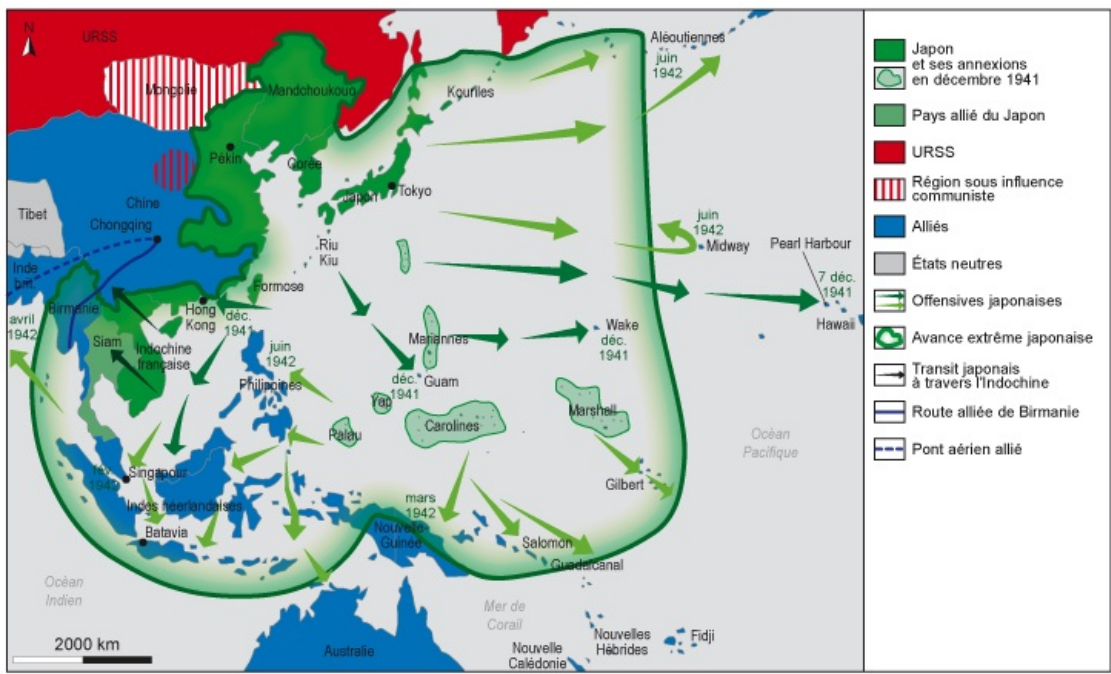 N
URSS
Mongolie
Mandchoukouo
Kouriles
Aléoutiennes
juin
1942
Pékin
Corée
Japon
Tokyo
Tibet
Chine
Chongqing
Riu
Kiu
juin
1942
Midway
Pearl Harbour
7 déc.
1941
Hawaii
Inde
brit.
Birmanie
avril
1942
Formose
Hong
Kong
déc.
1941
Siam
Indochine
française
juin
1942
Philippines
Mariannes
Wake
déc.
1941
déc.
1941
Guam
Yap
Palau
Carolines
Marshall
Océan
Pacifique
Gilbert
fév.
1942
Singapour
Indes néerlandaises
Batavia
mars
1942
Nouvelle-
Guinée
Salomon
Guadalcanal
Océan
Indien
Mer de
Corail
2000 km
Australie
Nouvelle
Calédonie
Nouvelles
Hébrides
Fidji
Japon
et ses annexions
en décembre 1941
Pays allié du Japon
URSS
Région sous influence
communiste
Alliés
États neutres
Offensives japonaises
Avance extrême japonaise
Transit japonais
à travers l'Indochine
Route alliée de Birmanie
Pont aérien allié